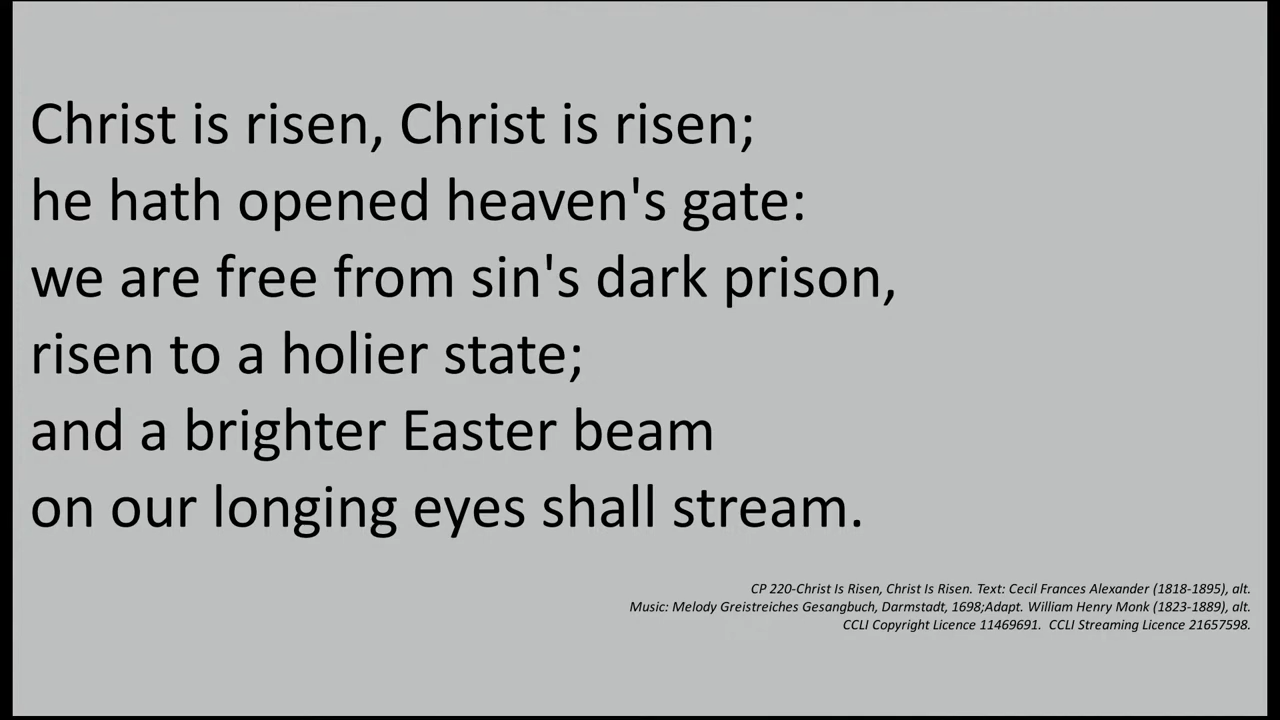 Christ is risen, Christ is risen;
he hath opened heaven's gate:
we are free from sin's dark prison,
risen to a holier state;
and a brighter Easter beam
on our longing eyes shall stream.
CP 220-Christ Is Risen, Christ Is Risen. Text: Cecil Frances Alexander (1818-1895), alt.
Music: Melody Greistreiches Gesangbuch, Darmstadt, 1698;Adapt. William Henry Monk (1823-1889), alt.
CCLI Copyright Licence 11469691.  CCLI Streaming Licence 21657598.